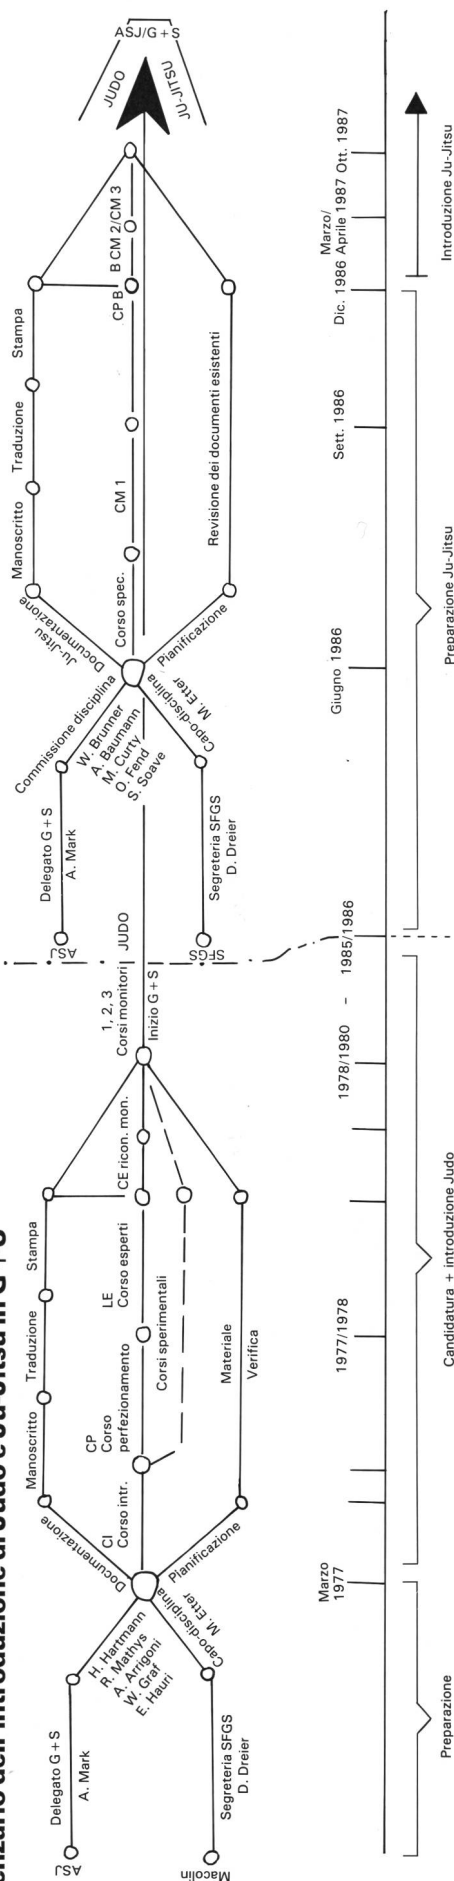 dell'introduzione di Judo e Ju-Jitsu in G + S
ASJ
Delegato G + S
A. Mark
Macolin
Segreteria SFGS
D. Dreier
H. Hartmann
R. Mathys
A. Arrigoni
W. Graf
E. Hauri
Capo-disciplina
M. Etter
Documentazione
Manoscritto
Traduzione
Stampa
CI
Corso intr.
CP
Corso
perfezionamento
LE
Corso esperti
CE ricon. mon.
Corsi sperimentali
Pianificazione
Materiale
Verifica
1, 2, 3
Corsi monitori
Inizio G + S
JUDO
ASJ
Delegato G + S
A. Mark
SFGS
Segreteria SFGS
D. Dreier
Commissione disciplina
W. Brunner
A. Baumann
M. Curty
O. Fend
S. Soave
Capo-disciplina
M. Etter
Ju-Jitsu
Documentazione
Manoscritto
Traduzione
Stampa
Corso spec.
CM 1
CP B
B CM 2/CM 3
Pianificazione
Revisione dei documenti esistenti
JUDO
JU-JITSU
ASJ/G + S
Marzo
1977
1977/1978
1978/1980
–
1985/1986
Giugno 1986
Sett. 1986
Dic. 1986
Marzo/
Aprile 1987
Ott. 1987
Preparazione
Candidatura + introduzione Judo
Preparazione Ju-Jitsu
Introduzione Ju-Jitsu